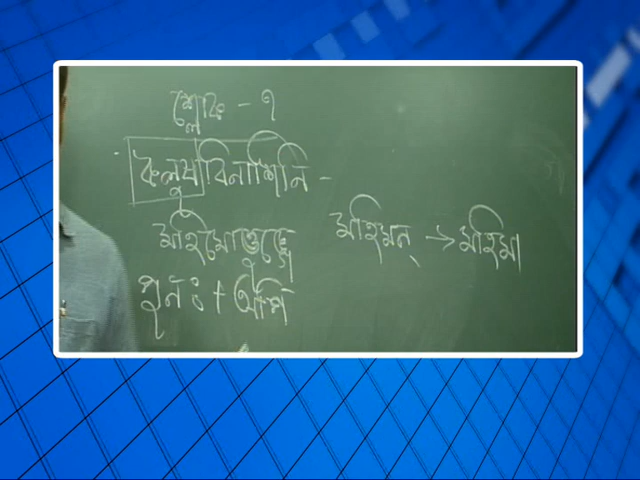 শ্লোক - ৭
কলুষবিনাশিনি -
মহিমোত্তুঙ্গে
মহিমন্ → মহিমা
পুনঃ + অপি